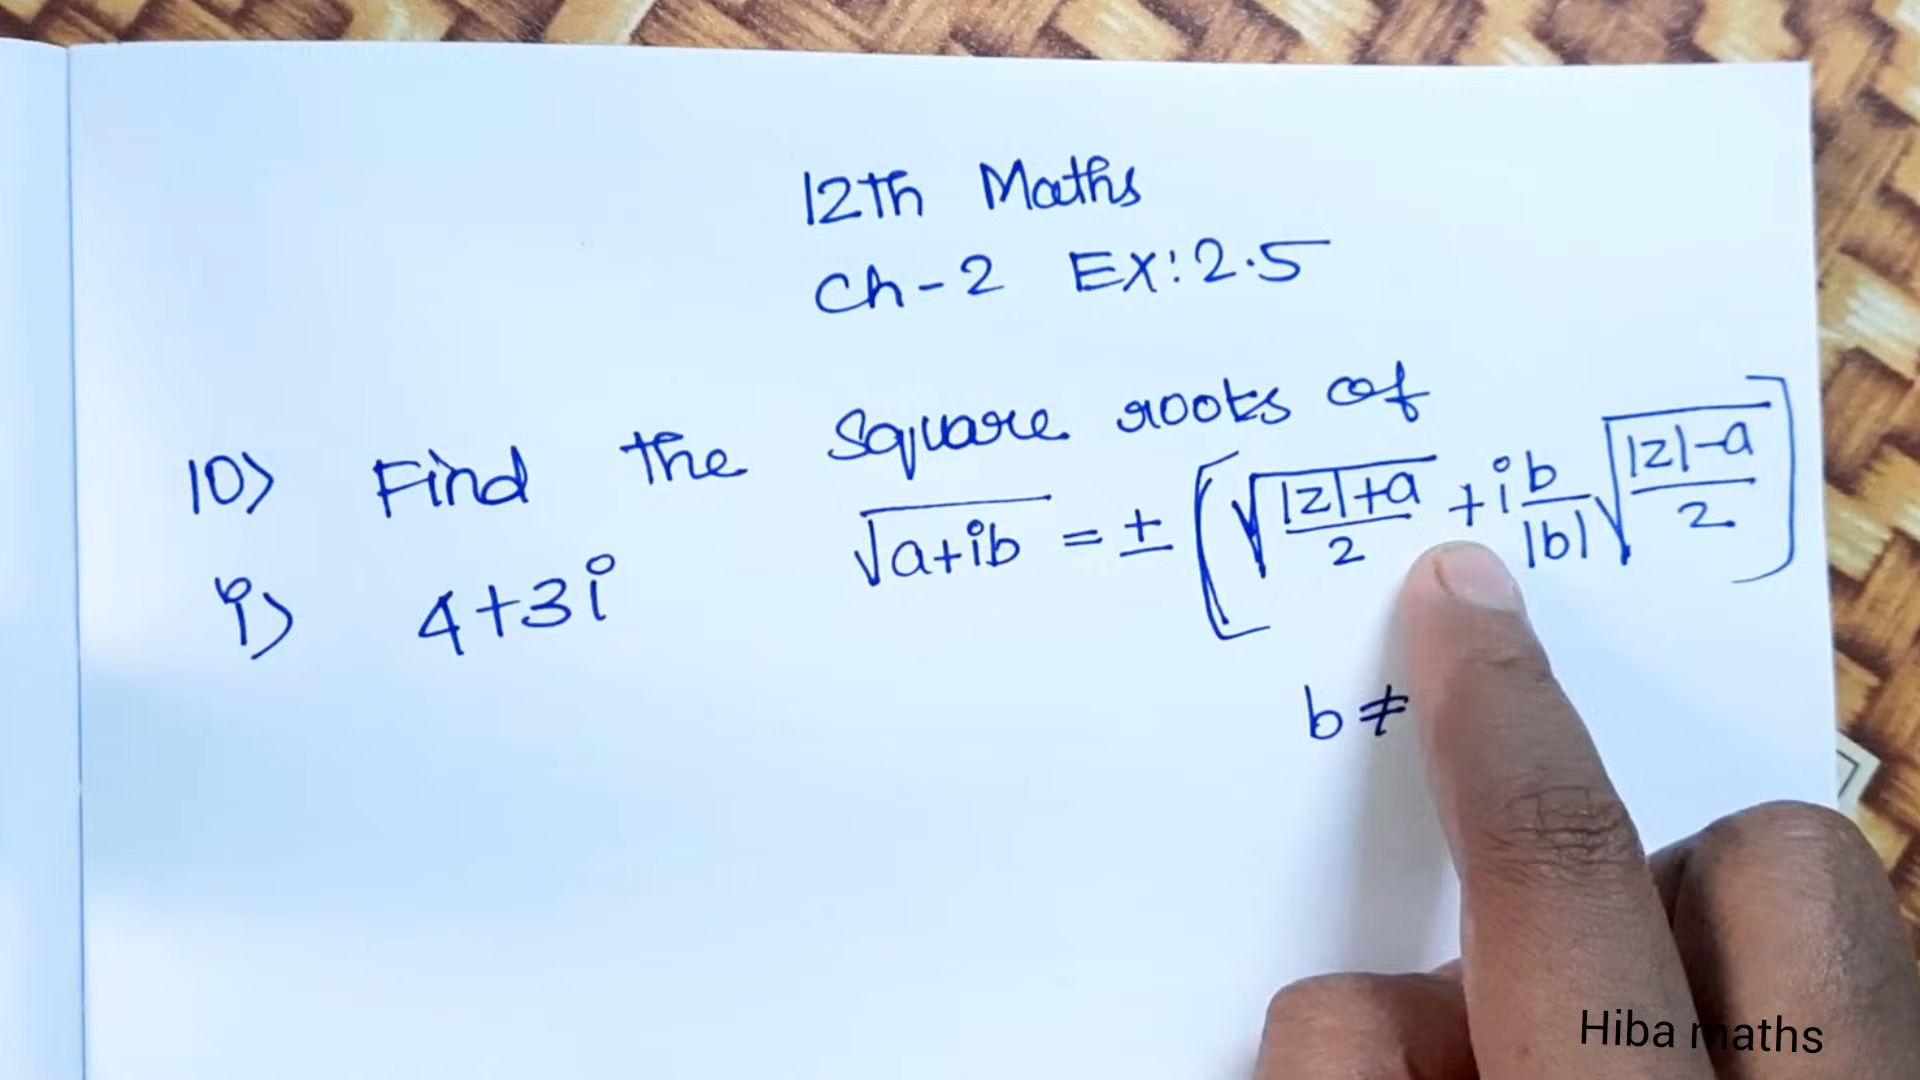 12Th Maths
Ch-2 EX:2.5
10) Find the Square roots of
i) 4+3i √a+ib = ± [√|z|+a/2 + i b/|b| √|z|-a/2]
b ≠
Hiba maths